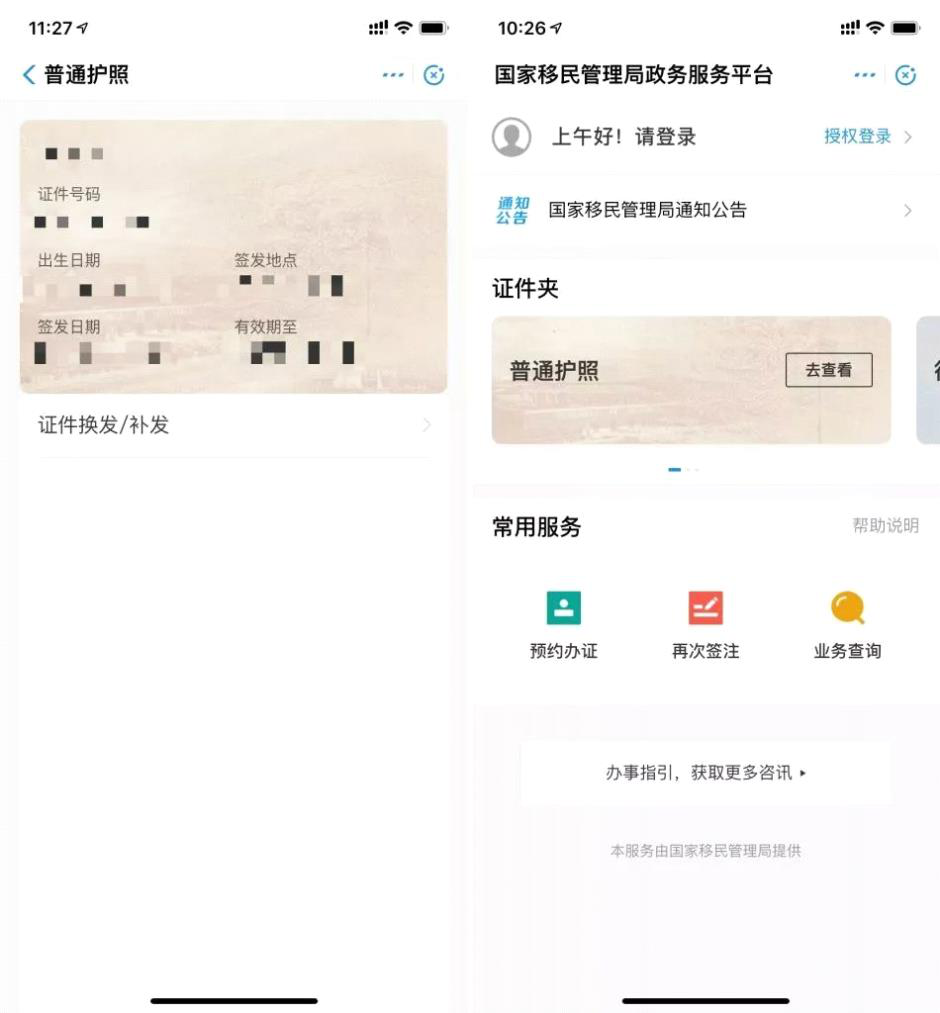 11:27
普通护照
证件号码
出生日期
签发地点
签发日期
有效期至
证件换发/补发
10:26
国家移民管理局政务服务平台
上午好！请登录
授权登录
通知公告
国家移民管理局通知公告
证件夹
普通护照
去查看
常用服务
帮助说明
预约办证
再次签注
业务查询
办事指引，获取更多咨讯
本服务由国家移民管理局提供